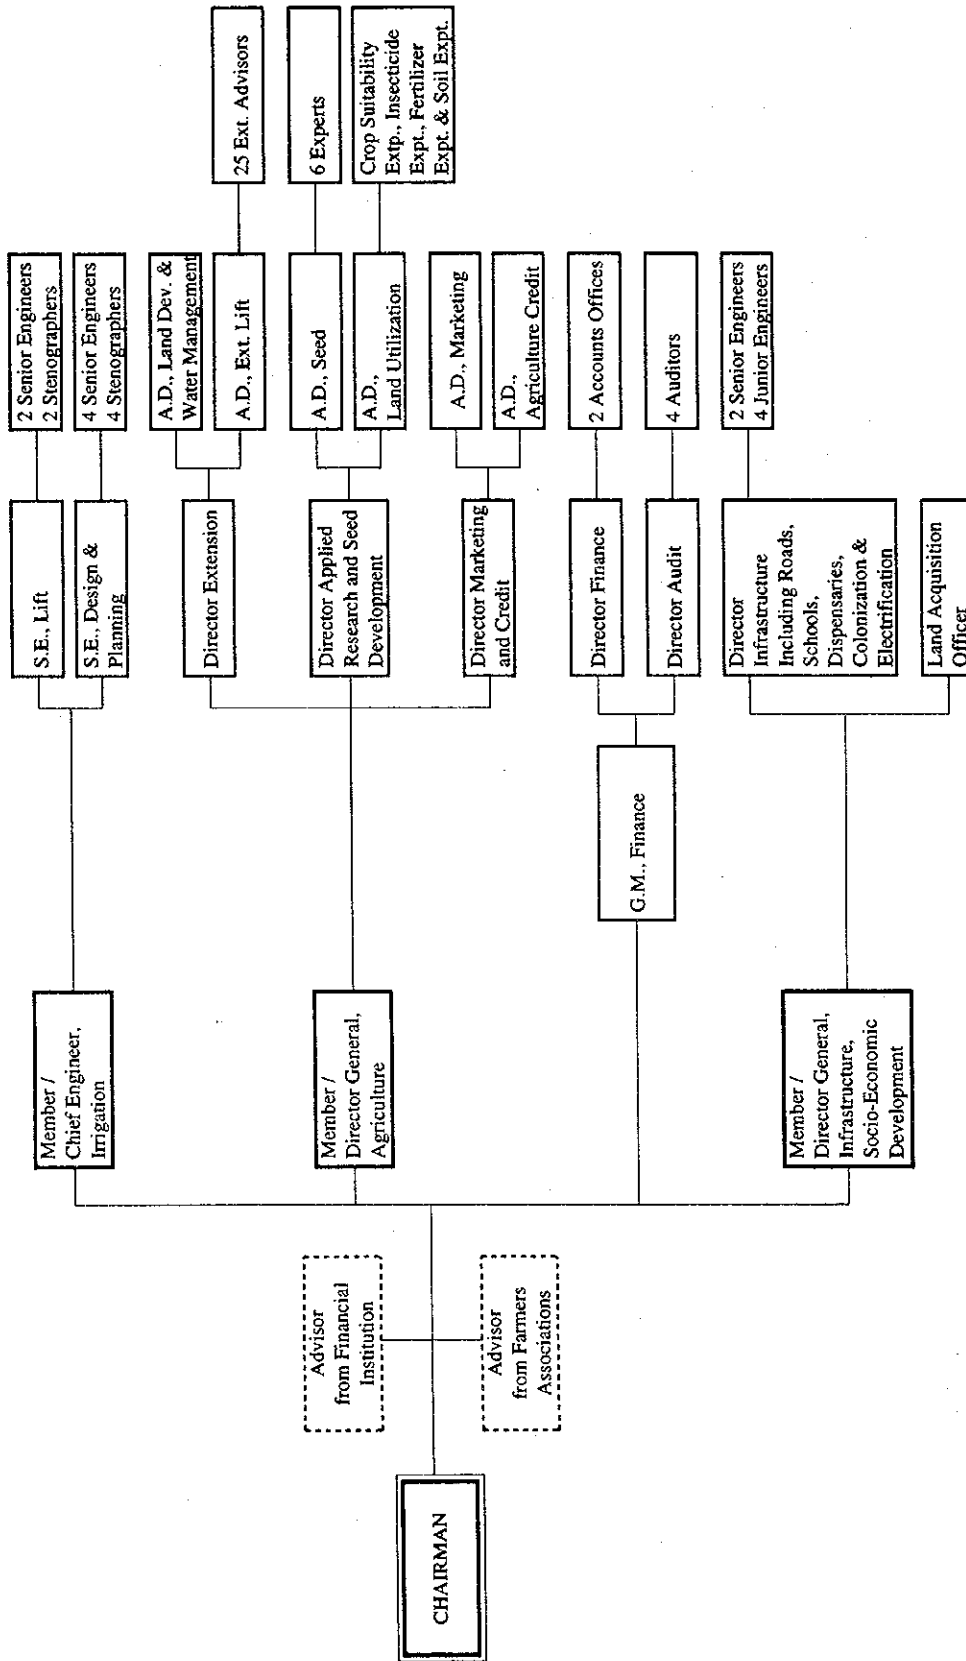 CHAIRMAN
Advisor
from Financial
Institution
Advisor
from Farmers
Associations
Member /
Chief Engineer,
Irrigation
Member /
Director General,
Agriculture
Member /
Director General,
Infrastructure,
Socio-Economic
Development
G.M., Finance
S.E., Lift
S.E., Design &
Planning
Director Extension
Director Applied
Research and Seed
Development
Director Marketing
and Credit
Director Finance
Director Audit
Director
Infrastructure
Including Roads,
Schools,
Dispensaries,
Colonization &
Electrification
Land Acquisition
Officer
2 Senior Engineers
2 Stenographers
4 Senior Engineers
4 Stenographers
A.D., Land Dev. &
Water Management
A.D., Ext. Lift
A.D., Seed
A.D.,
Land Utilization
A.D., Marketing
A.D.,
Agriculture Credit
2 Accounts Offices
4 Auditors
2 Senior Engineers
4 Junior Engineers
25 Ext. Advisors
6 Experts
Crop Suitability
Extp., Insecticide
Expt., Fertilizer
Expt. & Soil Expt.